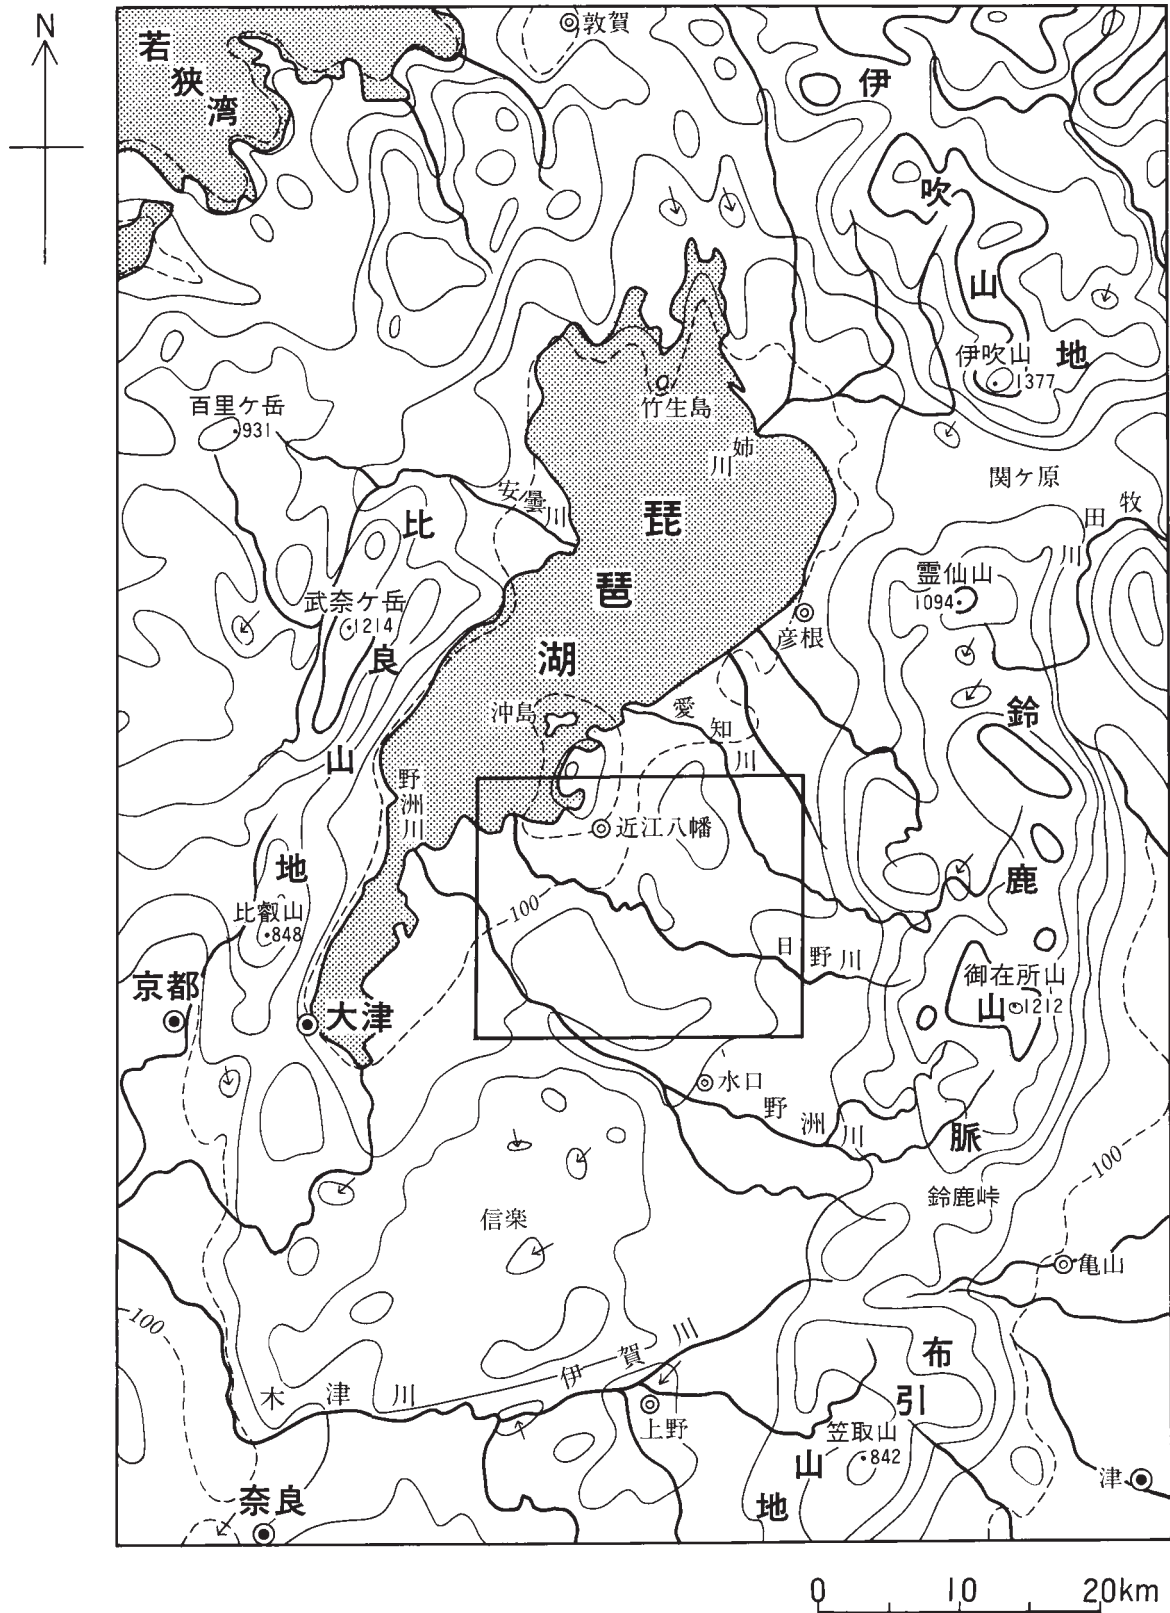 N
敦賀
若狭湾
伊吹山地
伊吹山
1377
百里ケ岳
931
竹生島
姉川
関ケ原
牧田川
安曇川
琵琶湖
比良山地
武奈ケ岳
1214
霊仙山
1094
彦根
沖島
愛知川
鈴鹿山脈
野洲川
近江八幡
100
比叡山
848
日野川
京都
大津
御在所山
1212
水口
野洲川
鈴鹿峠
100
信楽
亀山
100
伊賀川
木津川
布引山地
上野
笠取山
842
津
奈良
0 10 20km